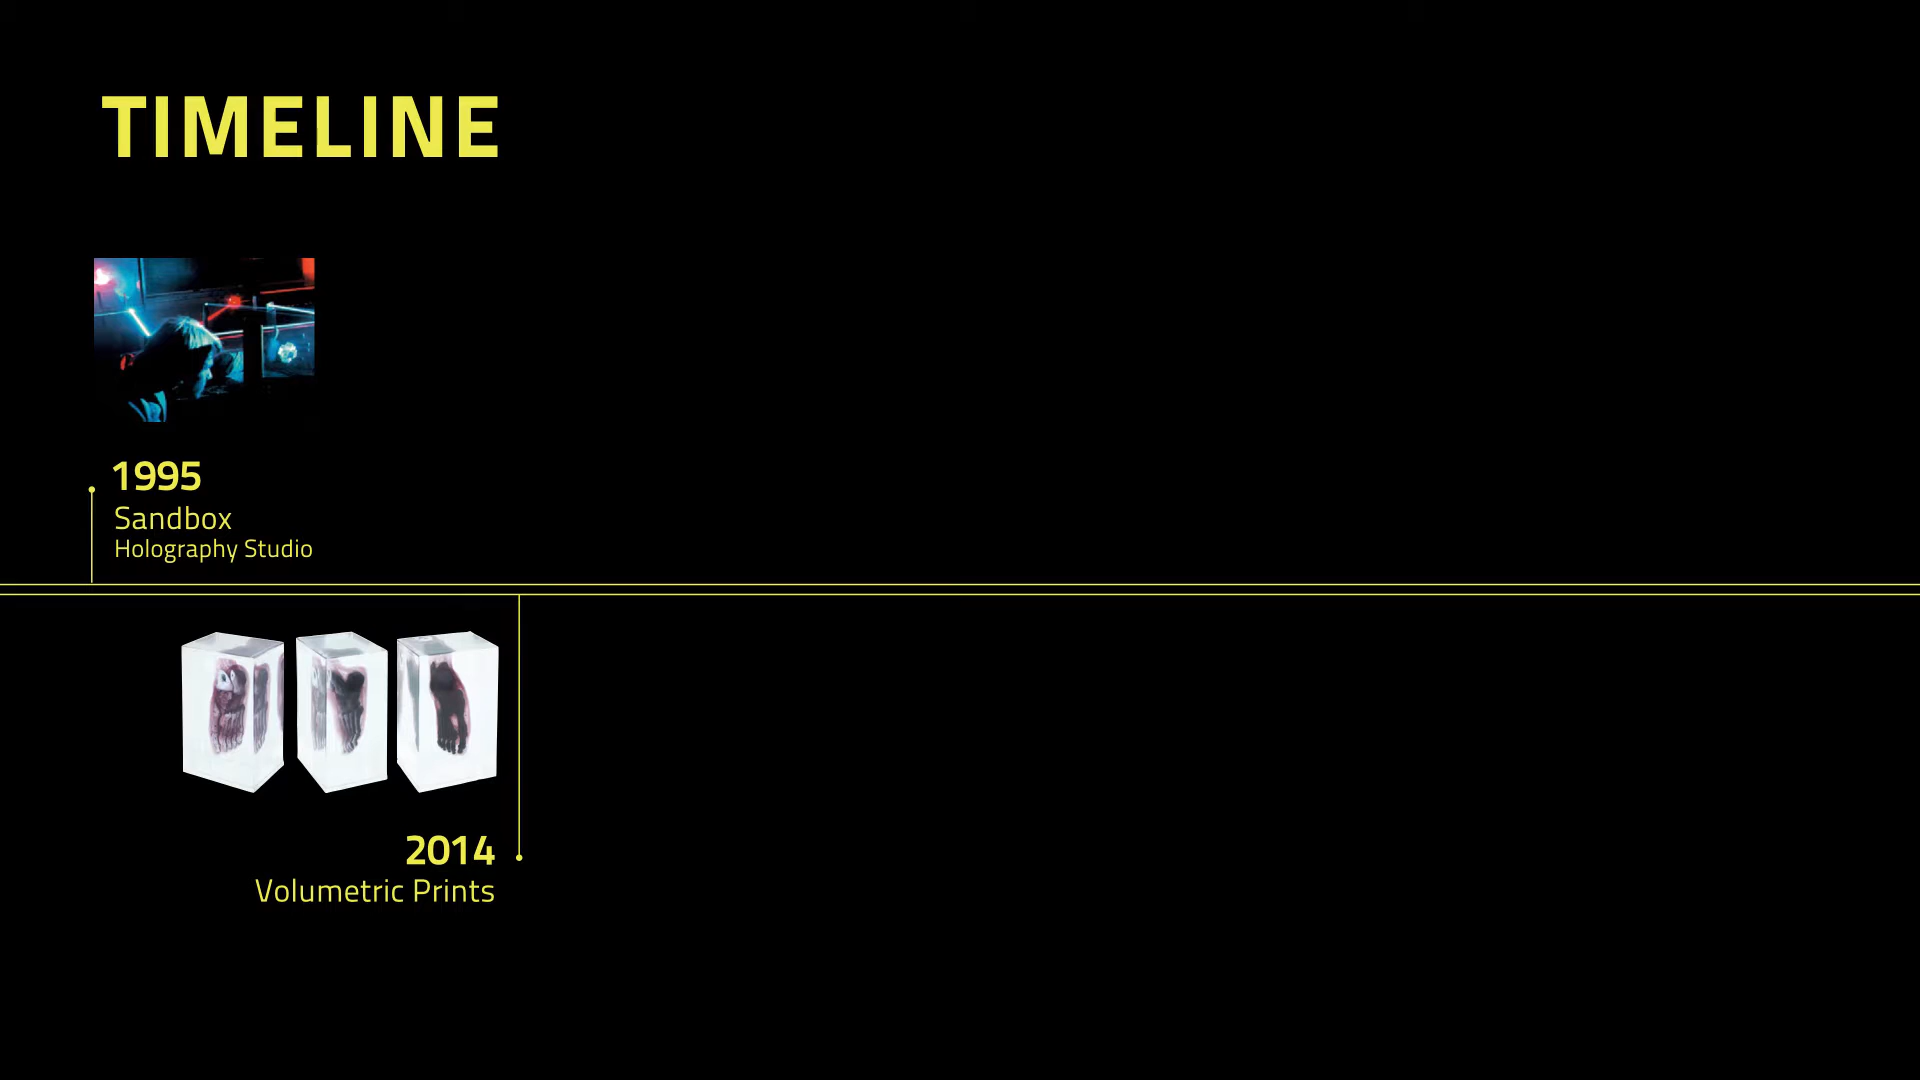 TIMELINE
1995
Sandbox
Holography Studio
2014
Volumetric Prints